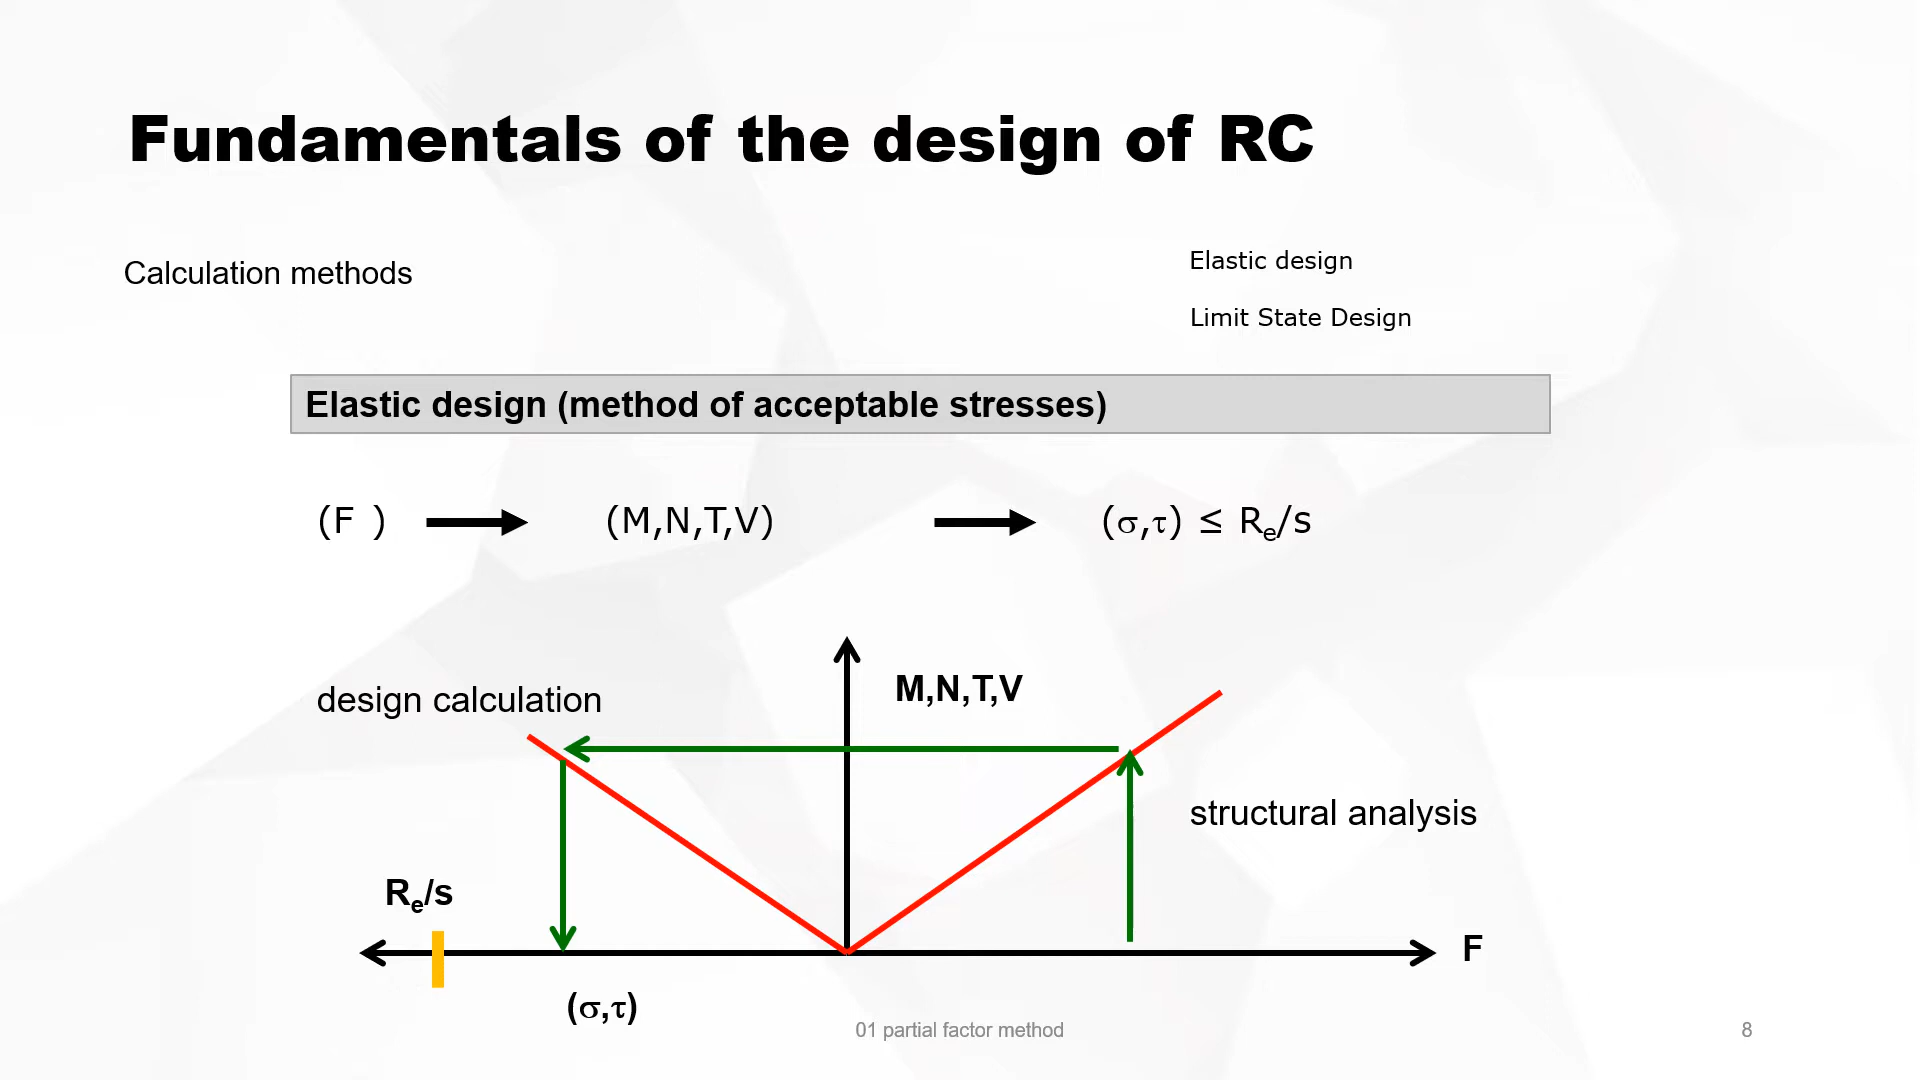 Fundamentals of the design of RC
Calculation methods
Elastic design
Limit State Design
Elastic design (method of acceptable stresses)
(F ) (M,N,T,V) (σ,τ) ≤ Re/s
M,N,T,V
design calculation
structural analysis
Re/s
F
(σ,τ)
01 partial factor method 8